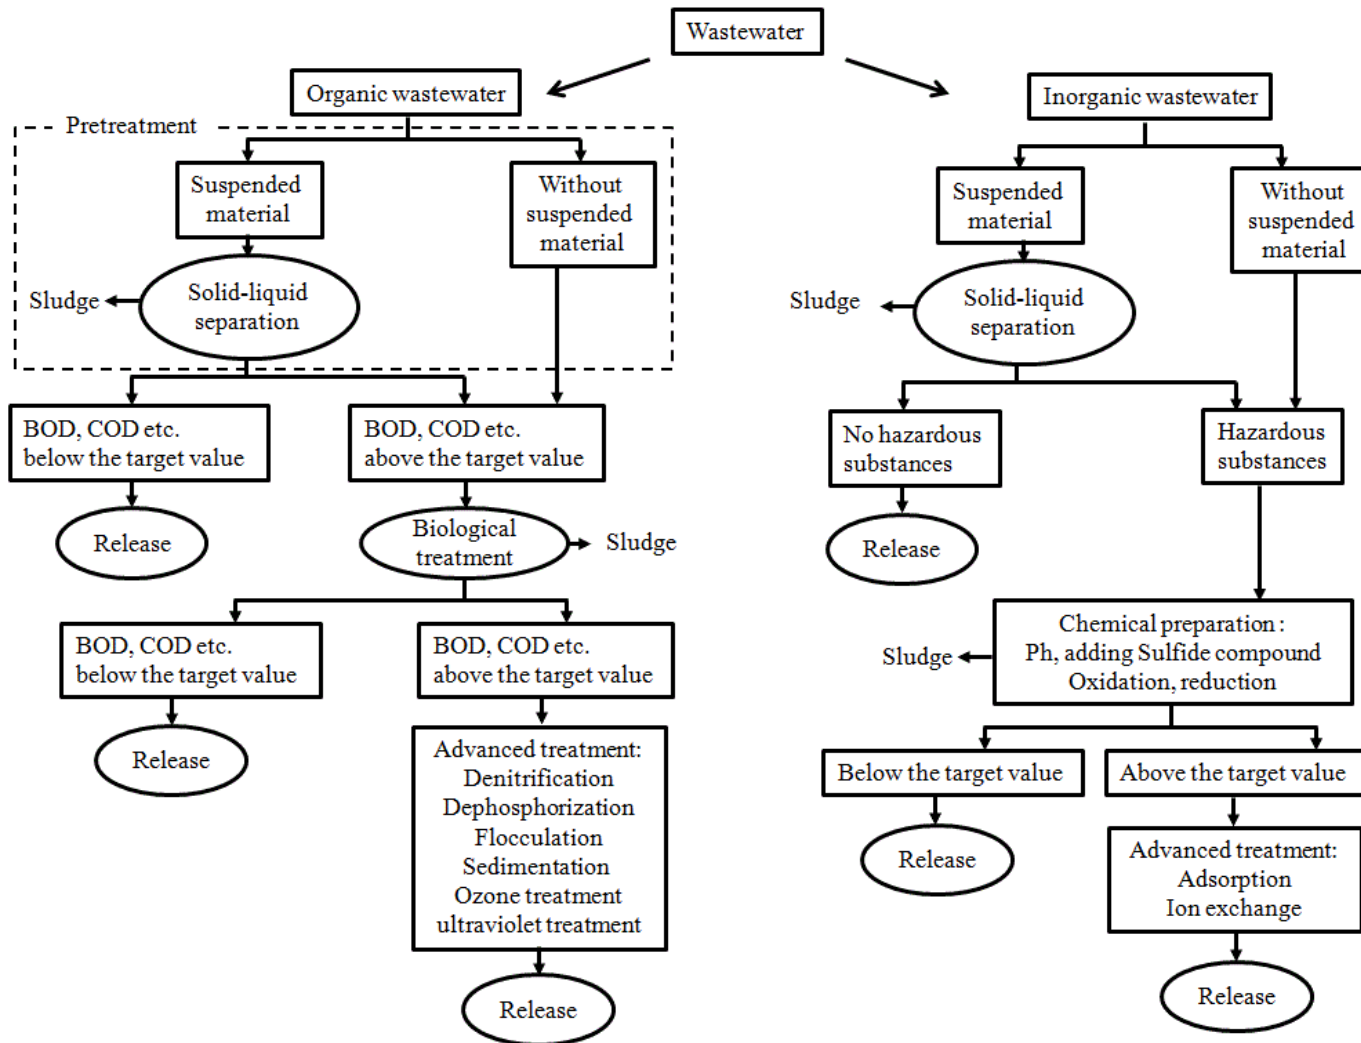 Wastewater
Organic wastewater
Pretreatment
Suspended
material
Without
suspended
material
Sludge
Solid-liquid
separation
BOD, COD etc.
below the target value
BOD, COD etc.
above the target value
Release
Biological
treatment
Sludge
BOD, COD etc.
below the target value
BOD, COD etc.
above the target value
Release
Advanced treatment:
Denitrification
Dephosphorization
Flocculation
Sedimentation
Ozone treatment
ultraviolet treatment
Release
Inorganic wastewater
Suspended
material
Without
suspended
material
Sludge
Solid-liquid
separation
No hazardous
substances
Hazardous
substances
Release
Chemical preparation :
Ph, adding Sulfide compound
Oxidation, reduction
Sludge
Below the target value
Above the target value
Release
Advanced treatment:
Adsorption
Ion exchange
Release